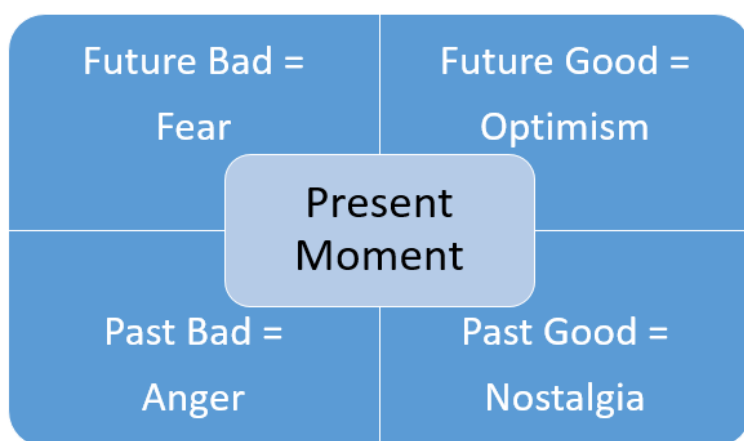 Future Bad =
Fear
Future Good =
Optimism
Present
Moment
Past Bad =
Anger
Past Good =
Nostalgia